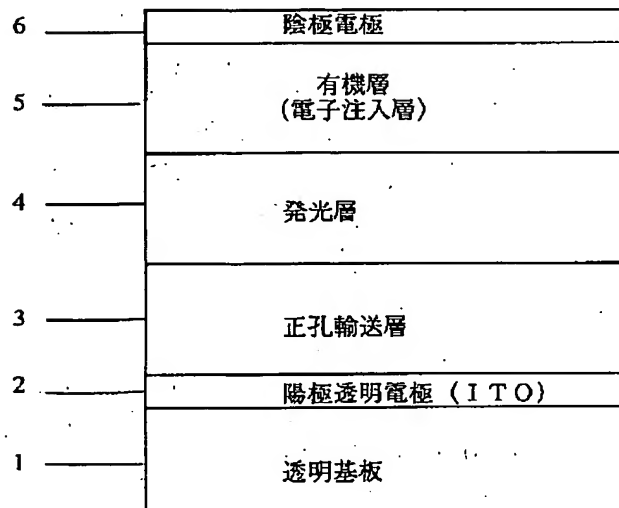 6 陰極電極
5 有機層
(電子注入層)
4 発光層
3 正孔輸送層
2 陽極透明電極 (ITO)
1 透明基板